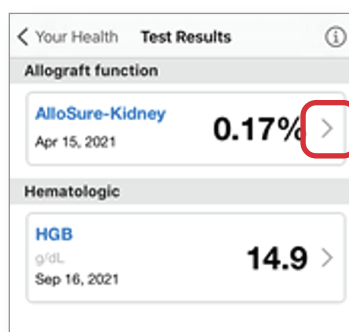 Your Health Test Results
Allograft function
AlloSure-Kidney
0.17%
Apr 15, 2021
Hematologic
HGB
g/dL
14.9
Sep 16, 2021